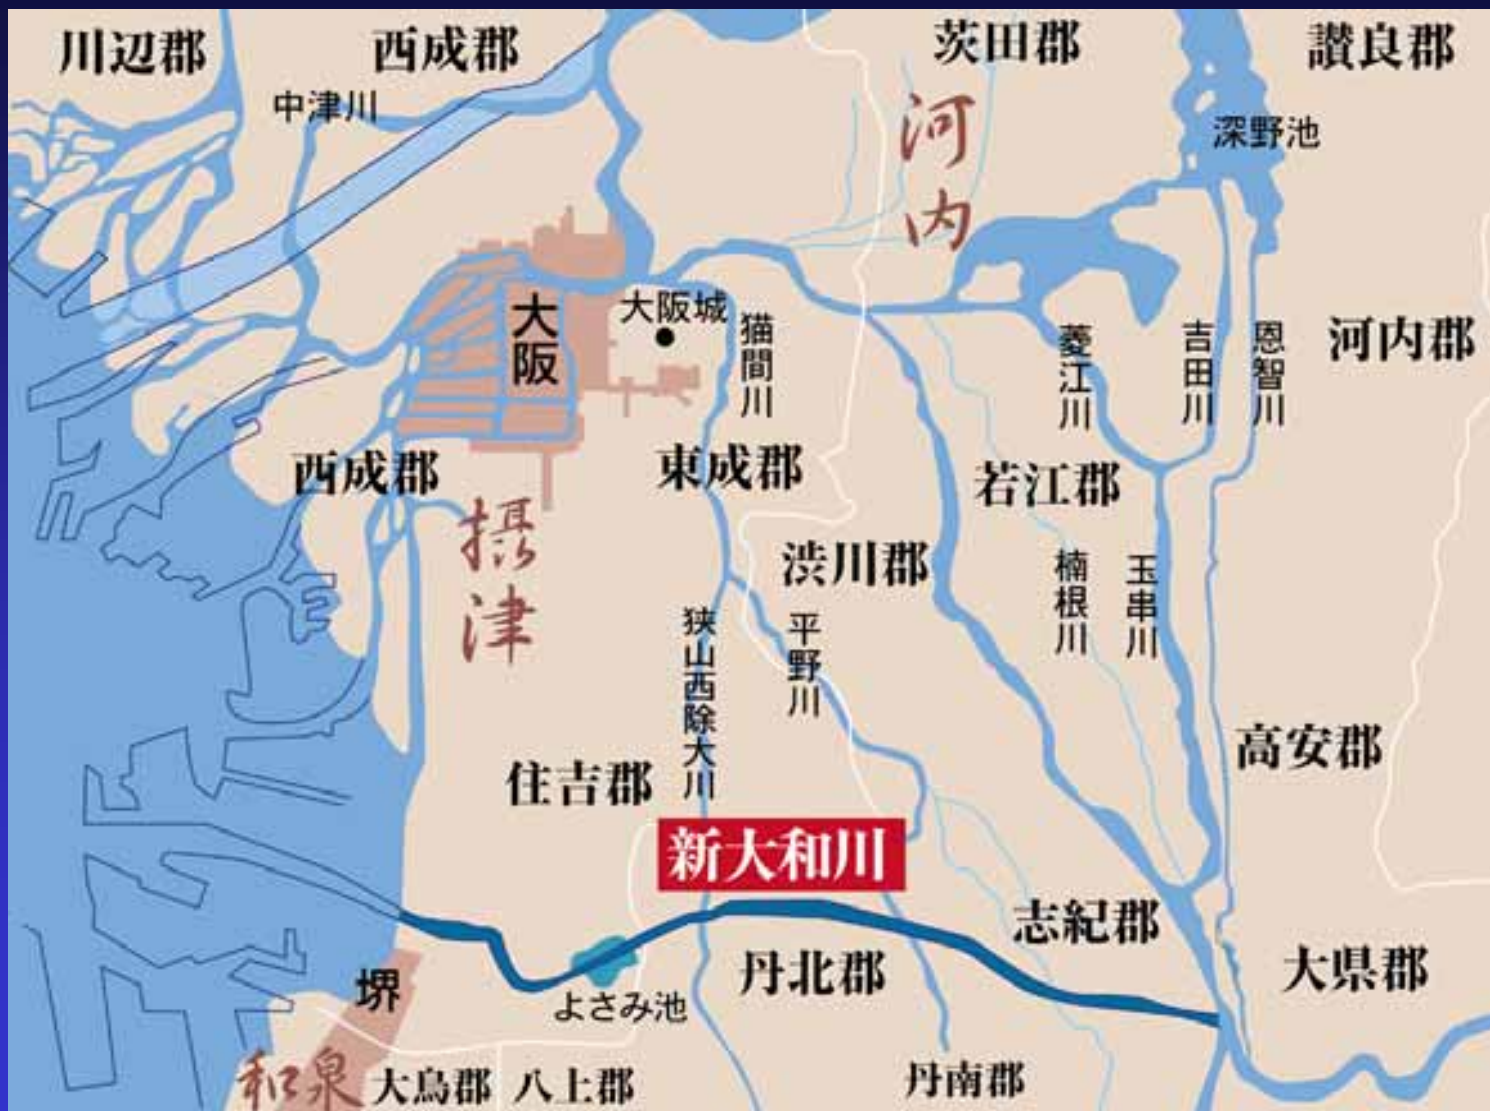 川辺郡
西成郡
茨田郡
讃良郡
中津川
深野池
河内
大阪
大阪城
猫間川
菱江川
吉田川
恩智川
河内郡
西成郡
東成郡
若江郡
摂津
渋川郡
楠根川
玉串川
狭山西除大川
平野川
高安郡
住吉郡
新大和川
志紀郡
丹北郡
大県郡
堺
よさみ池
和泉
大鳥郡
八上郡
丹南郡